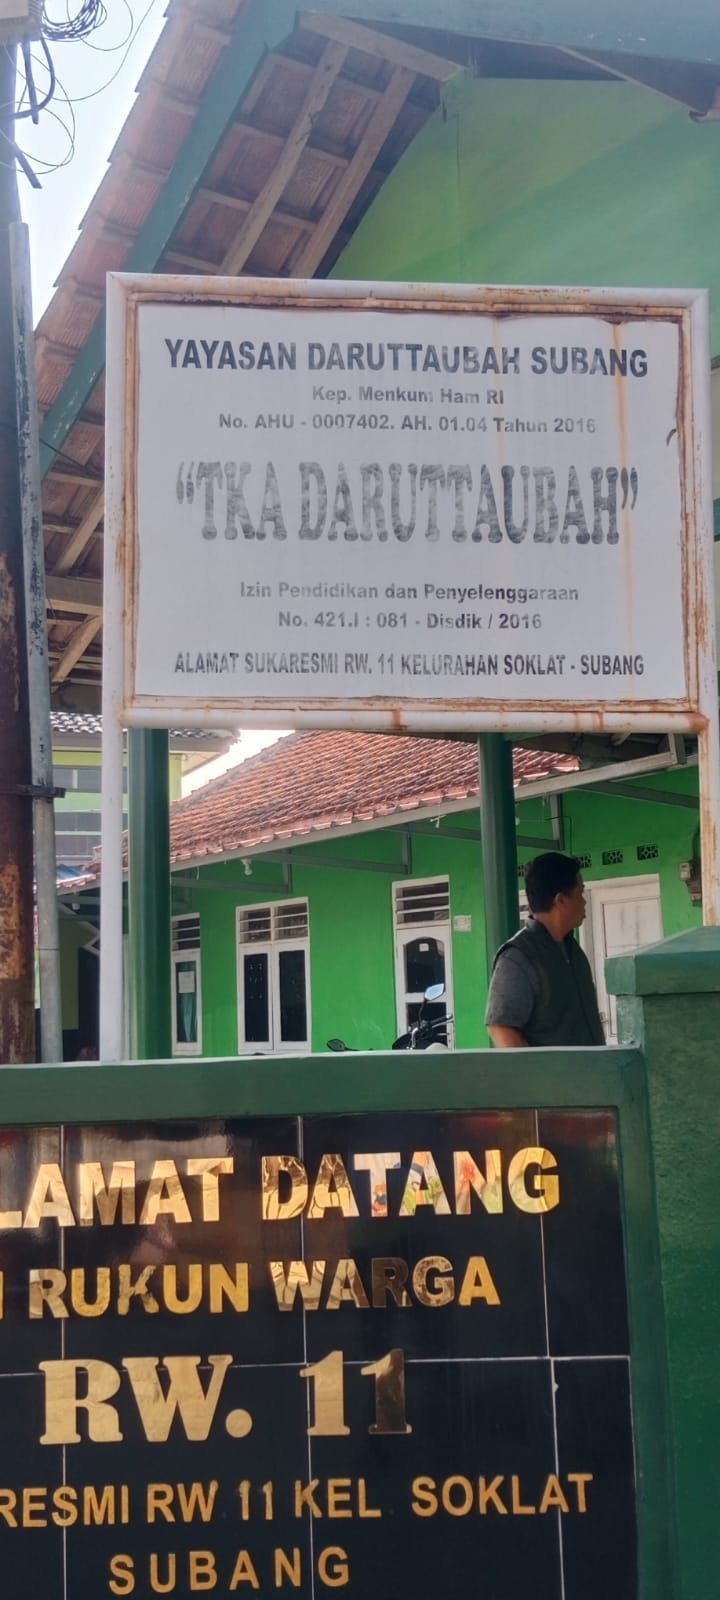 YAYASAN DARUTTAUBAH SUBANG
Kep. Menkum Ham RI
No. AHU - 0007402. AH. 01.04 Tahun 2016
"TKA DARUTTAUBAH"
Izin Pendidikan dan Penyelenggaraan
No. 421.I : 081 - Disdik / 2016
ALAMAT SUKARESMI RW. 11 KELURAHAN SOKLAT - SUBANG
LAMAT DATANG
RUKUN WARGA
RW. 11
RESMI RW 11 KEL SOKLAT
SUBANG